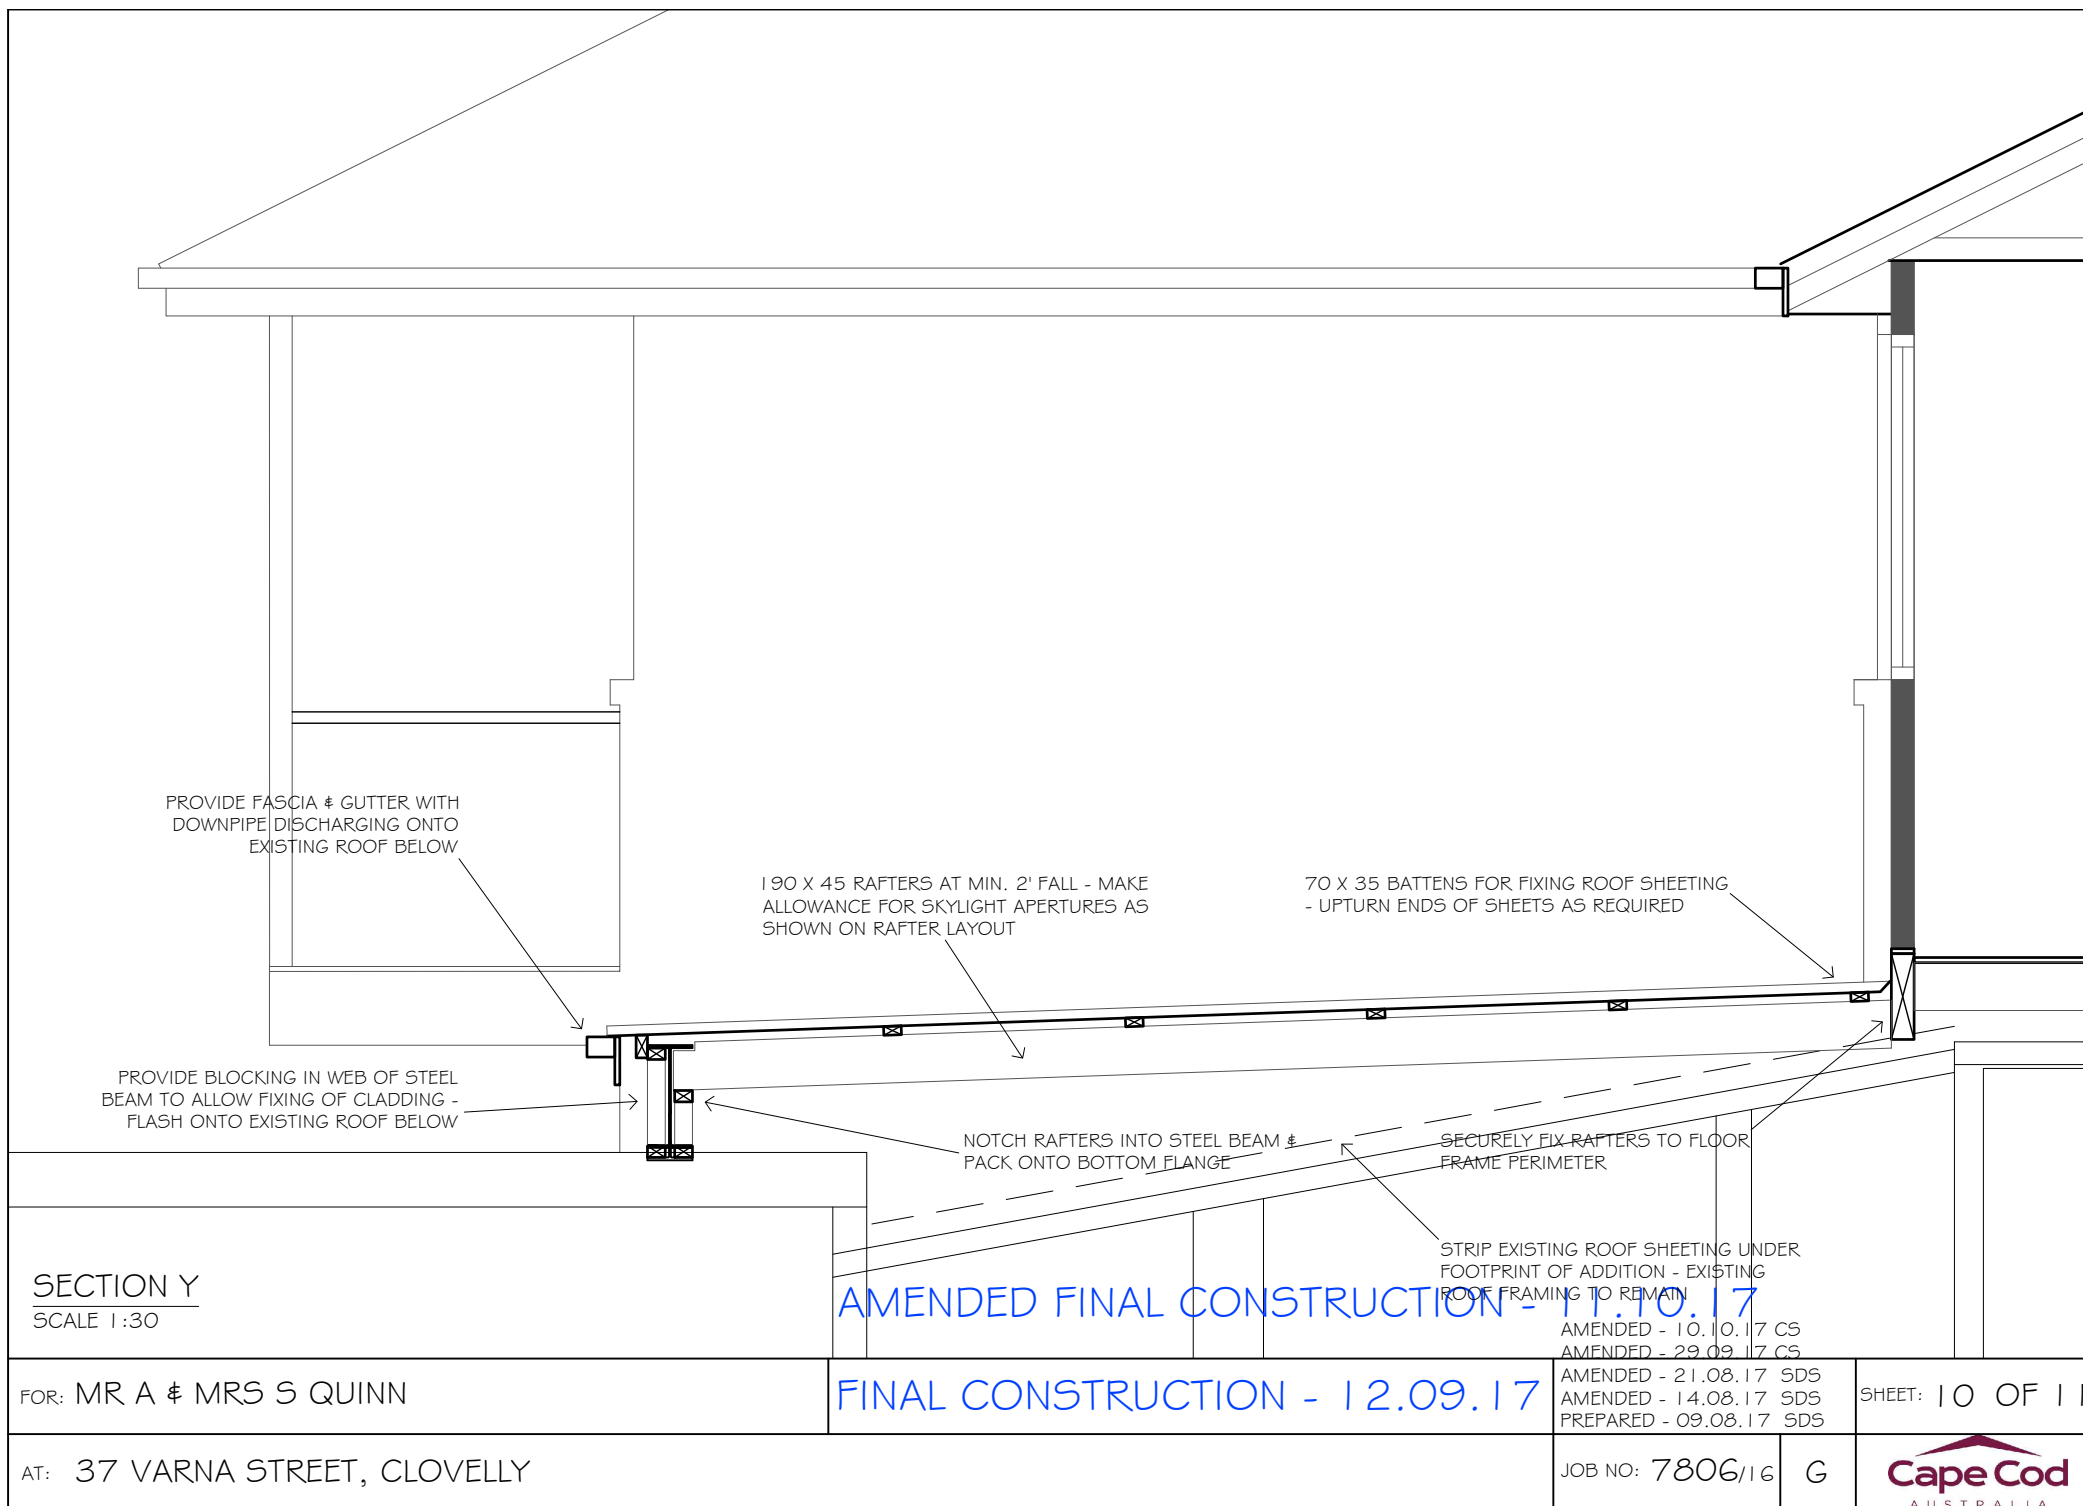 PROVIDE FASCIA & GUTTER WITH
DOWNPIPE DISCHARGING ONTO
EXISTING ROOF BELOW
190 X 45 RAFTERS AT MIN. 2' FALL - MAKE
ALLOWANCE FOR SKYLIGHT APERTURES AS
SHOWN ON RAFTER LAYOUT
70 X 35 BATTENS FOR FIXING ROOF SHEETING
- UPTURN ENDS OF SHEETS AS REQUIRED
PROVIDE BLOCKING IN WEB OF STEEL
BEAM TO ALLOW FIXING OF CLADDING -
FLASH ONTO EXISTING ROOF BELOW
NOTCH RAFTERS INTO STEEL BEAM &
PACK ONTO BOTTOM FLANGE
SECURELY FIX RAFTERS TO FLOOR
FRAME PERIMETER
STRIP EXISTING ROOF SHEETING UNDER
FOOTPRINT OF ADDITION - EXISTING
ROOF FRAMING TO REMAIN
SECTION Y
SCALE 1:30
AMENDED FINAL CONSTRUCTION - 11.10.17
AMENDED - 10.10.17 CS
AMENDED - 29.09.17 CS
AMENDED - 21.08.17 SDS
AMENDED - 14.08.17 SDS
PREPARED - 09.08.17 SDS
FOR: MR A & MRS S QUINN
FINAL CONSTRUCTION - 12.09.17
SHEET: 10 OF 11
AT: 37 VARNA STREET, CLOVELLY
JOB NO: 7806/16
G
Cape Cod
AUSTRALIA